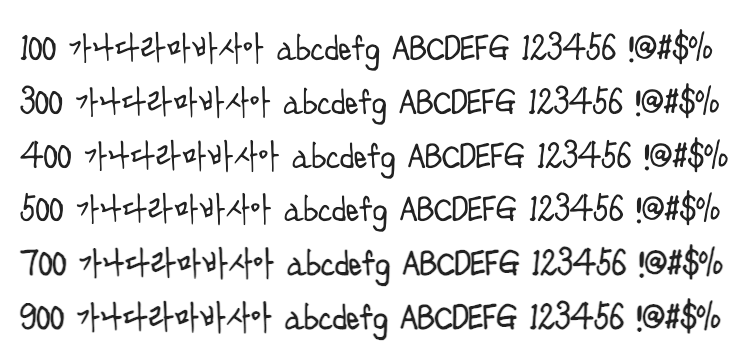 100 가나다라마바사아 abcdefg ABCDEFG 123456 !@#$%
300 가나다라마바사아 abcdefg ABCDEFG 123456 !@#$%
400 가나다라마바사아 abcdefg ABCDEFG 123456 !@#$%
500 가나다라마바사아 abcdefg ABCDEFG 123456 !@#$%
700 가나다라마바사아 abcdefg ABCDEFG 123456 !@#$%
900 가나다라마바사아 abcdefg ABCDEFG 123456 !@#$%